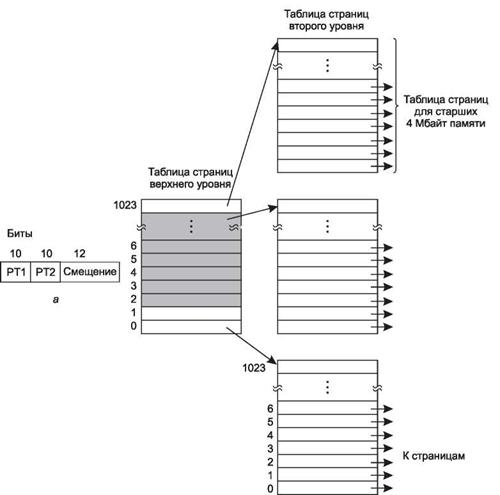 Таблица страниц
второго уровня
Таблица страниц
для старших
4 Мбайт памяти
Таблица страниц
верхнего уровня
1023
Биты
10 10 12
PT1 PT2 Смещение
а
6
5
4
3
2
1
0
1023
6
5
4
3
2
1
0
К страницам